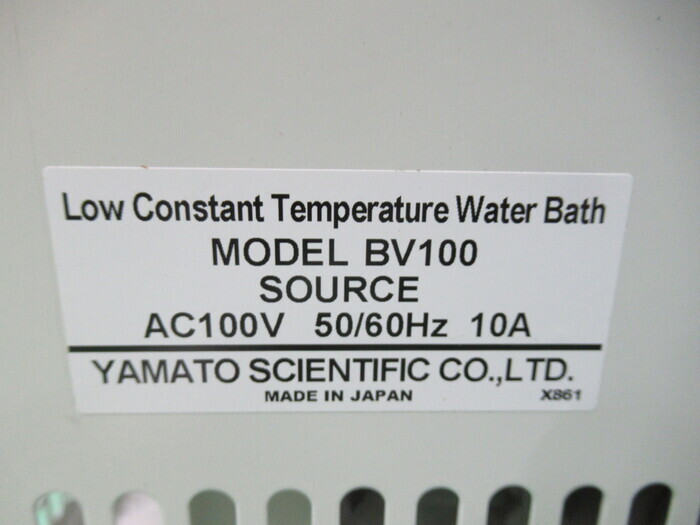 Low Constant Temperature Water Bath
MODEL BV100
SOURCE
AC100V 50/60Hz 10A
YAMATO SCIENTIFIC CO.,LTD.
MADE IN JAPAN X861